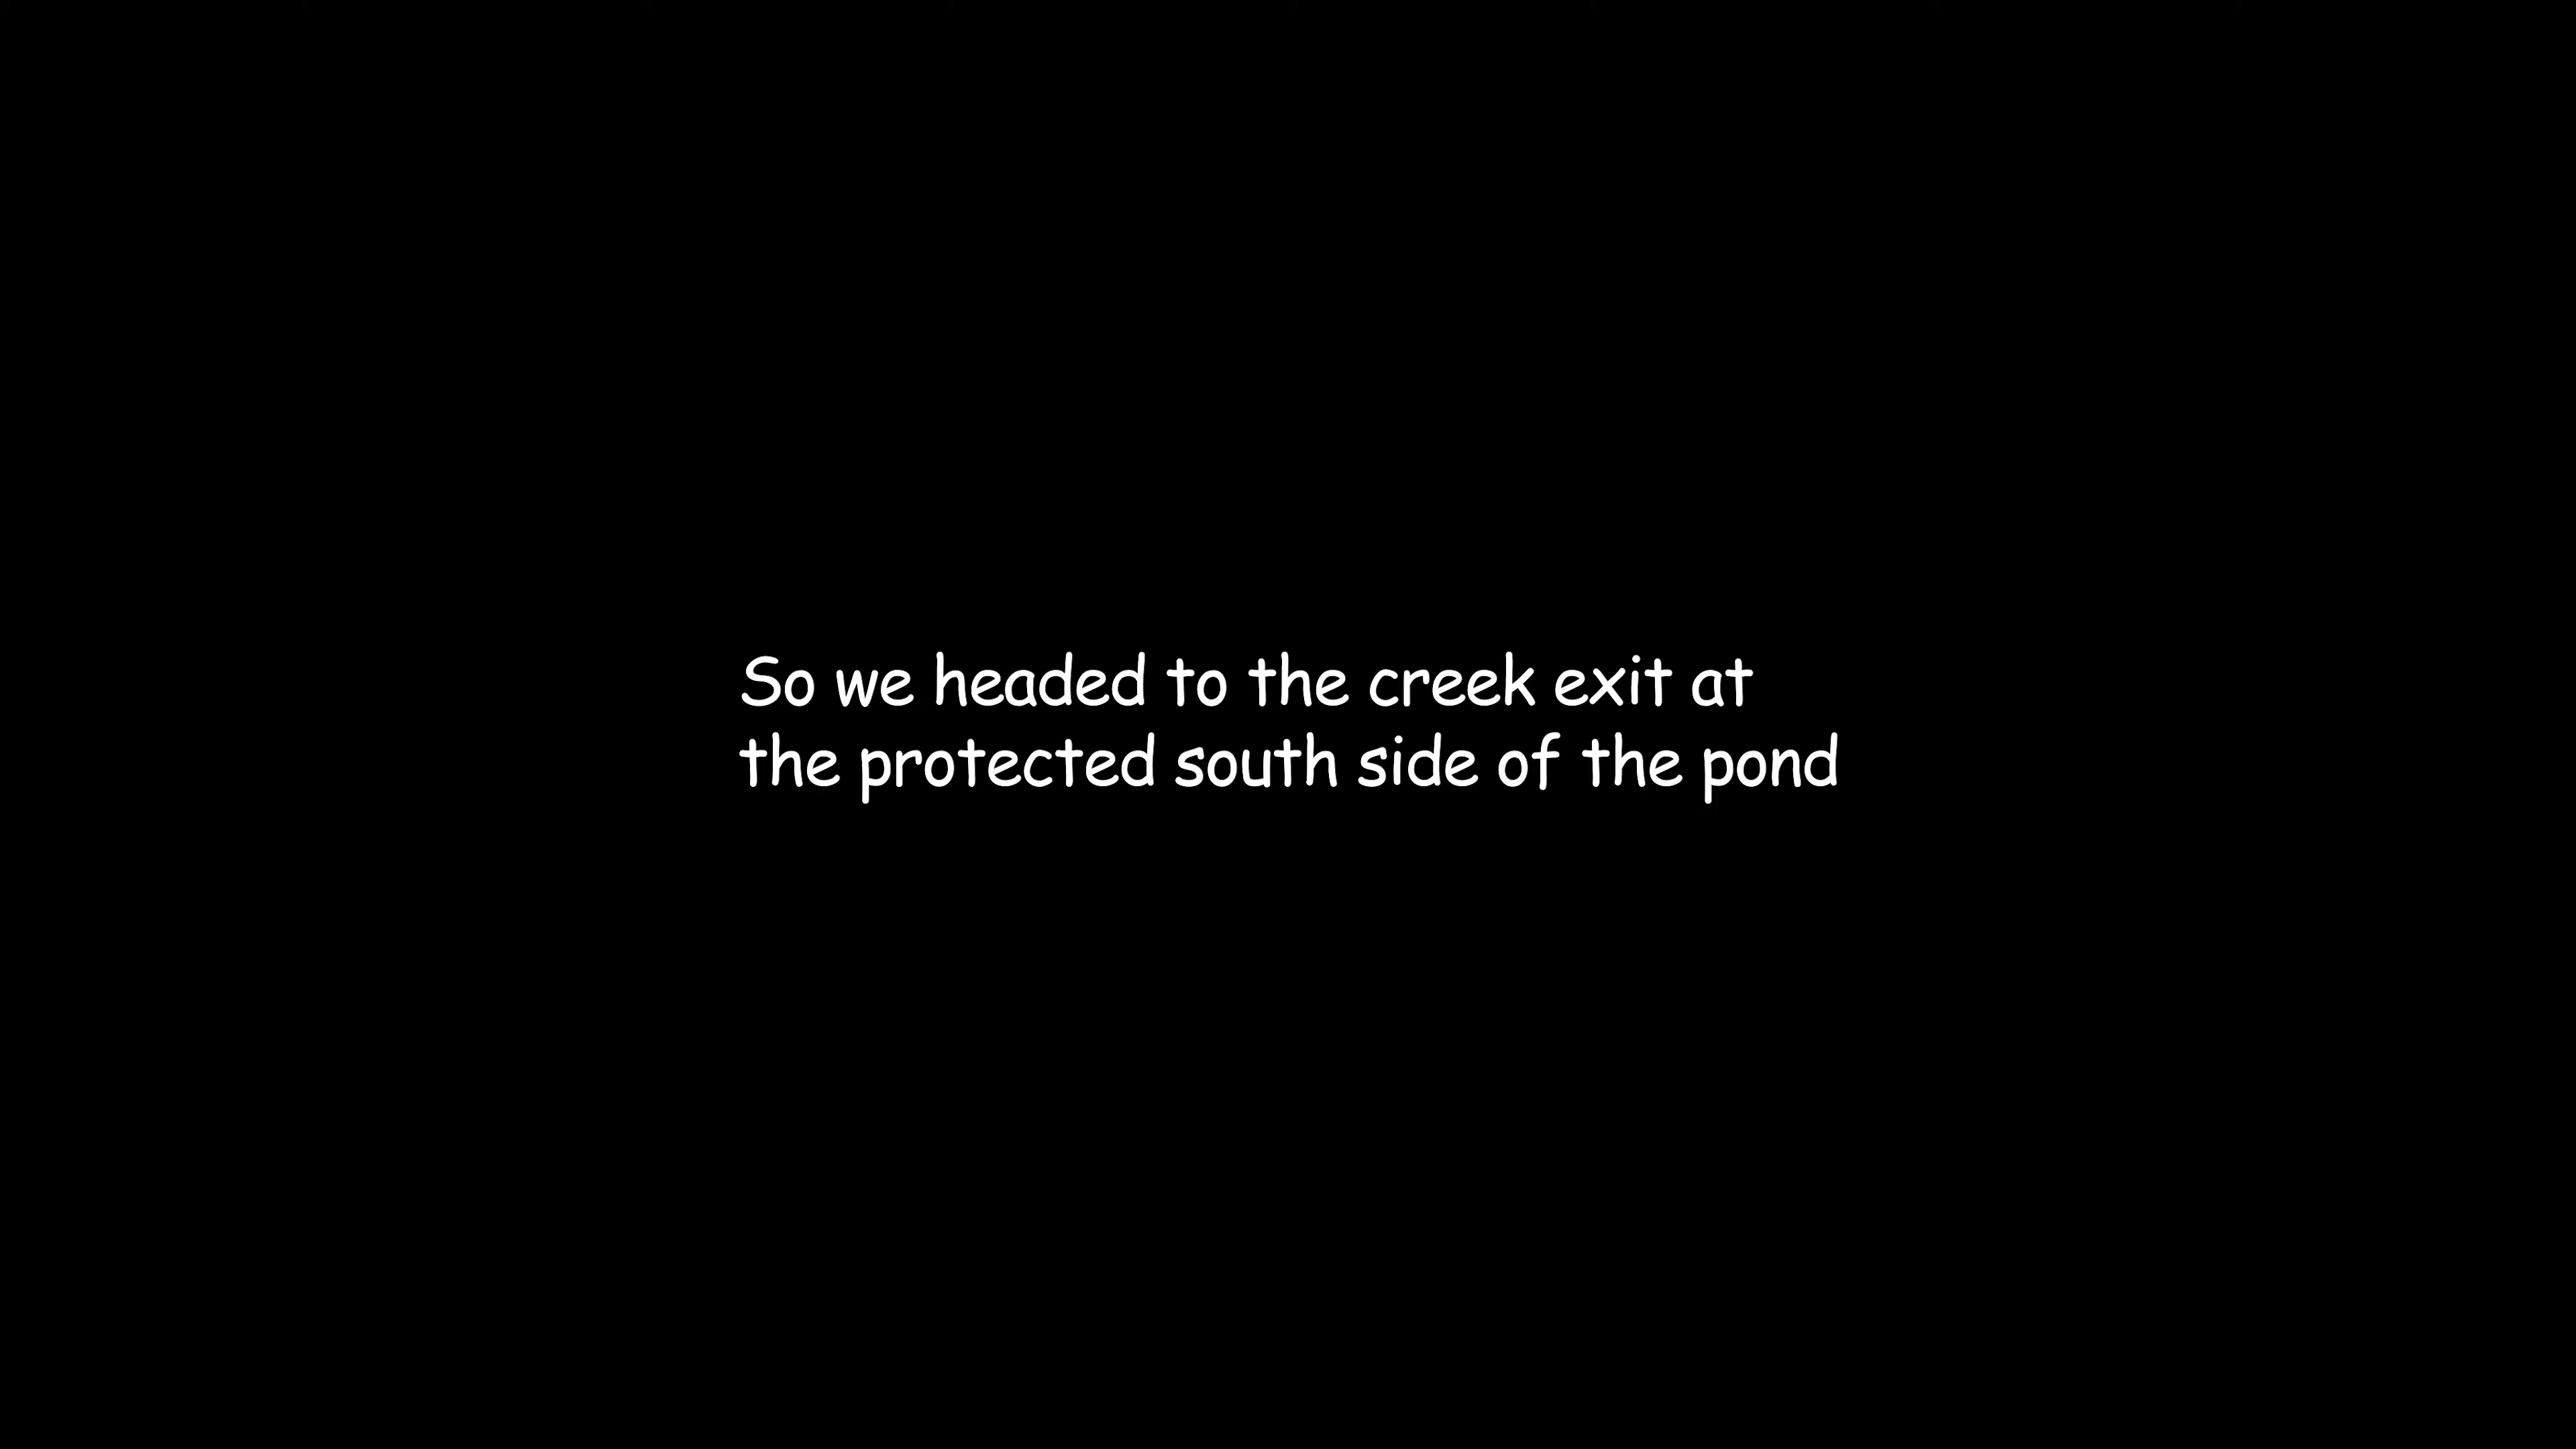 So we headed to the creek exit at
the protected south side of the pond